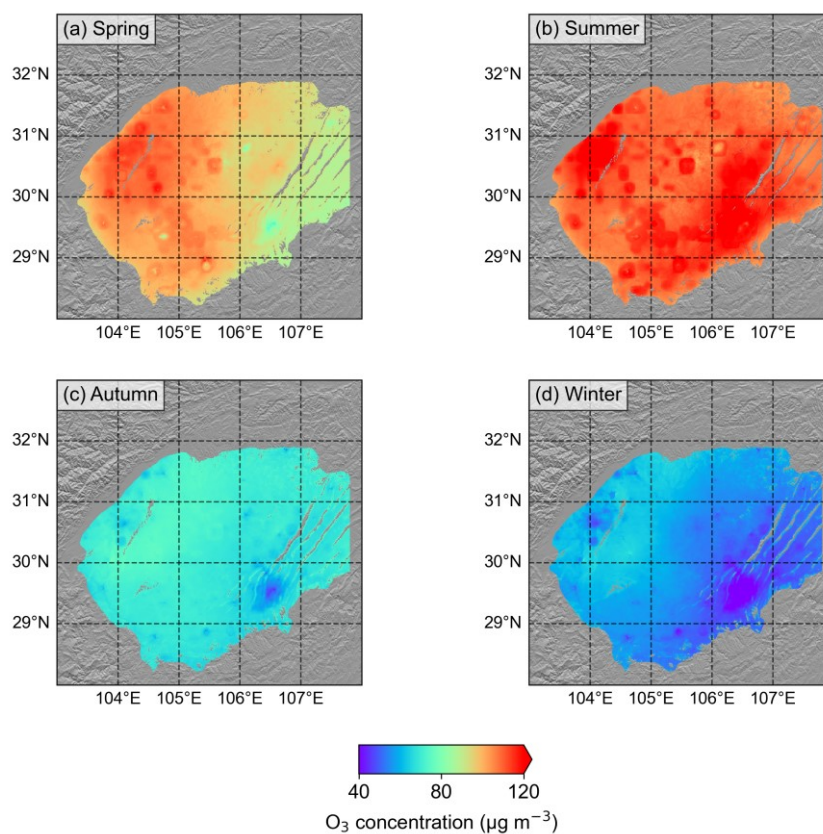 (a) Spring
(b) Summer
32°N
32°N
31°N
31°N
30°N
30°N
29°N
29°N
104°E 105°E 106°E 107°E
104°E 105°E 106°E 107°E
(c) Autumn
(d) Winter
32°N
32°N
31°N
31°N
30°N
30°N
29°N
29°N
104°E 105°E 106°E 107°E
104°E 105°E 106°E 107°E
40 80 120
O₃ concentration (µg m⁻³)